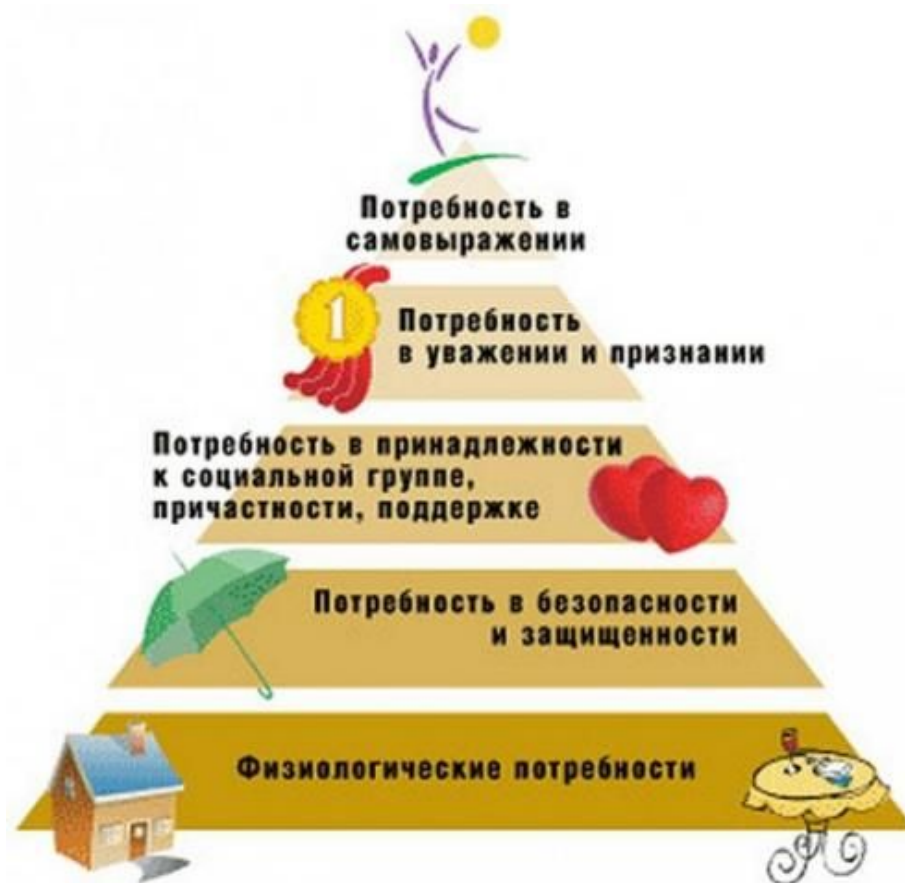 Потребность в
самовыражении
1
Потребность
в уважении и признании
Потребность в принадлежности
к социальной группе,
причастности, поддержке
Потребность в безопасности
и защищенности
Физиологические потребности